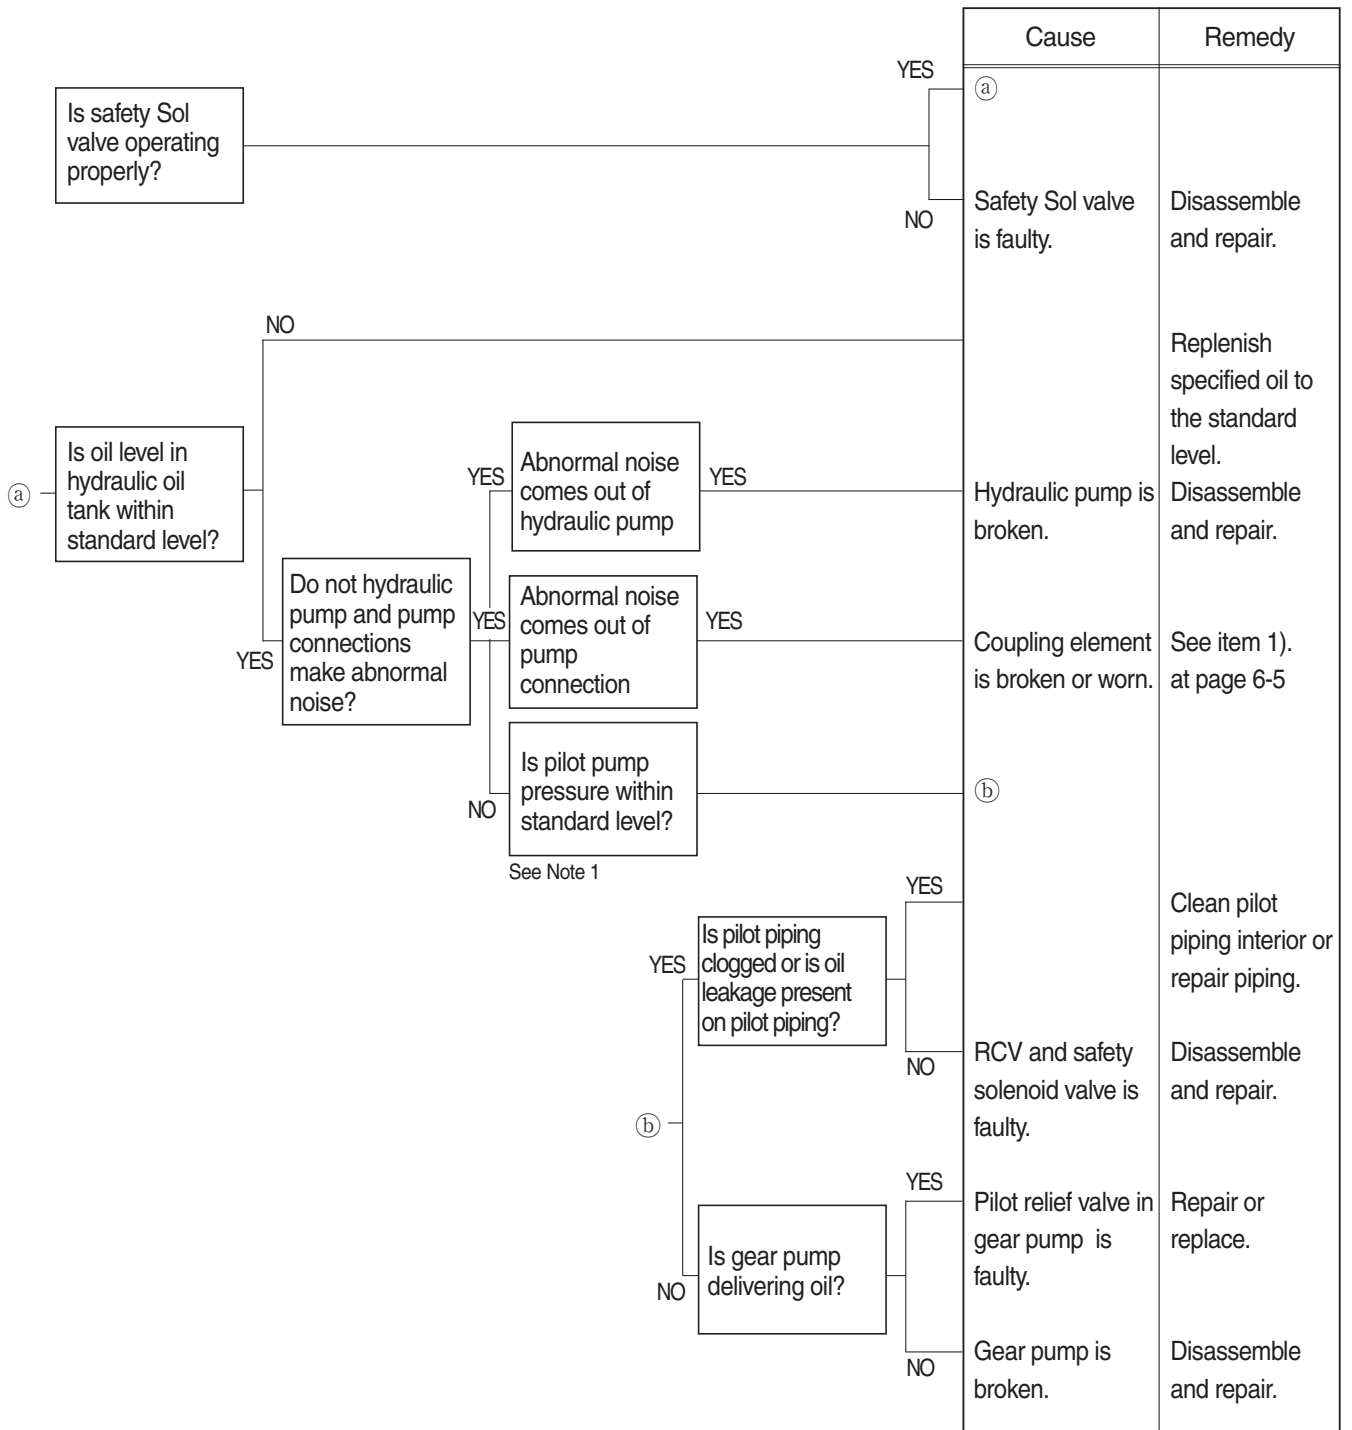 Cause
Remedy
YES
ⓐ
Is safety Sol
valve operating
properly?
NO
Safety Sol valve
is faulty.
Disassemble
and repair.
NO
Replenish
specified oil to
the standard
level.
ⓐ
Is oil level in
hydraulic oil
tank within
standard level?
YES
Abnormal noise
comes out of
hydraulic pump
YES
Hydraulic pump is
broken.
Disassemble
and repair.
YES
Do not hydraulic
pump and pump
connections
make abnormal
noise?
YES
Abnormal noise
comes out of
pump
connection
YES
Coupling element
is broken or worn.
See item 1).
at page 6-5
NO
Is pilot pump
pressure within
standard level?
ⓑ
See Note 1
YES
Is pilot piping
clogged or is oil
leakage present
on pilot piping?
YES
Clean pilot
piping interior or
repair piping.
NO
RCV and safety
solenoid valve is
faulty.
Disassemble
and repair.
ⓑ
NO
Is gear pump
delivering oil?
YES
Pilot relief valve in
gear pump is
faulty.
Repair or
replace.
NO
Gear pump is
broken.
Disassemble
and repair.